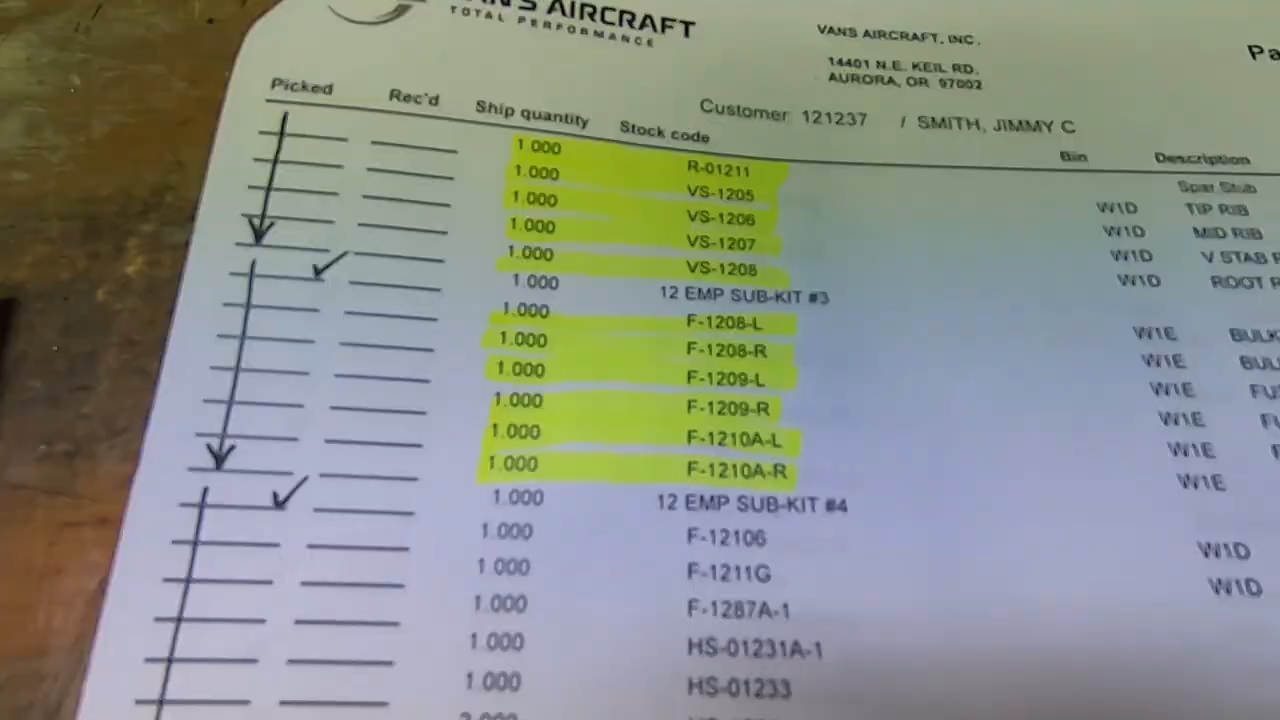 VAN'S AIRCRAFT
TOTAL PERFORMANCE
VANS AIRCRAFT, INC.
14401 N.E. KEIL RD.
AURORA, OR 97002
Customer 121237 / SMITH, JIMMY C
Picked Rec'd Ship quantity Stock code Bin Description
1.000 R-01211 Spar Stub
1.000 VS-1205 W1D TIP RIB
1.000 VS-1206 W1D MID RIB
1.000 VS-1207 W1D V STAB
1.000 VS-1208 W1D ROOT
1.000 12 EMP SUB-KIT #3
1.000 F-1208-L W1E
1.000 F-1208-R W1E
1.000 F-1209-L W1E
1.000 F-1209-R W1E
1.000 F-1210A-L W1E
1.000 F-1210A-R W1E
1.000 12 EMP SUB-KIT #4
1.000 F-12106 W1D
1.000 F-1211G W1D
1.000 F-1287A-1
1.000 HS-01231A-1
1.000 HS-01233